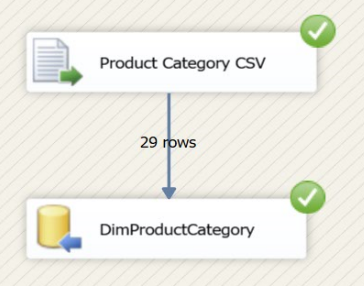 Product Category CSV
29 rows
DimProductCategory